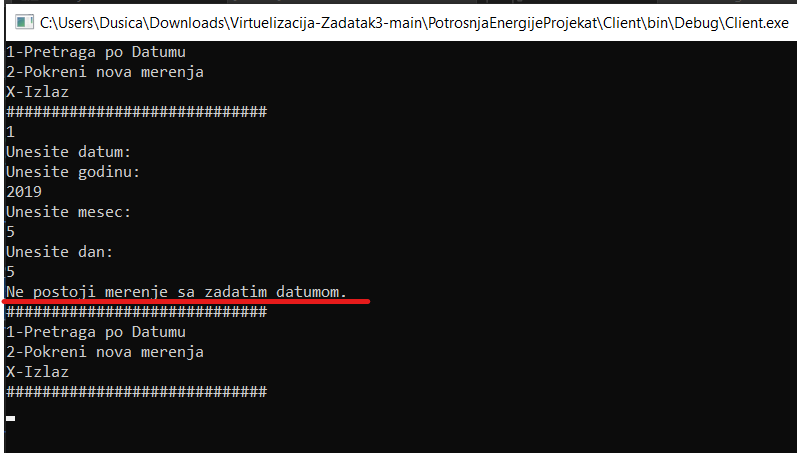 C:\Users\Dusica\Downloads\Virtuelizacija-Zadatak3-main\PotrosnjaEnergijeProjekat\Client\bin\Debug\Client.exe
1-Pretraga po Datumu
2-Pokreni nova merenja
X-Izlaz
#############################
1
Unesite datum:
Unesite godinu:
2019
Unesite mesec:
5
Unesite dan:
5
Ne postoji merenje sa zadatim datumom.
#############################
1-Pretraga po Datumu
2-Pokreni nova merenja
X-Izlaz
#############################